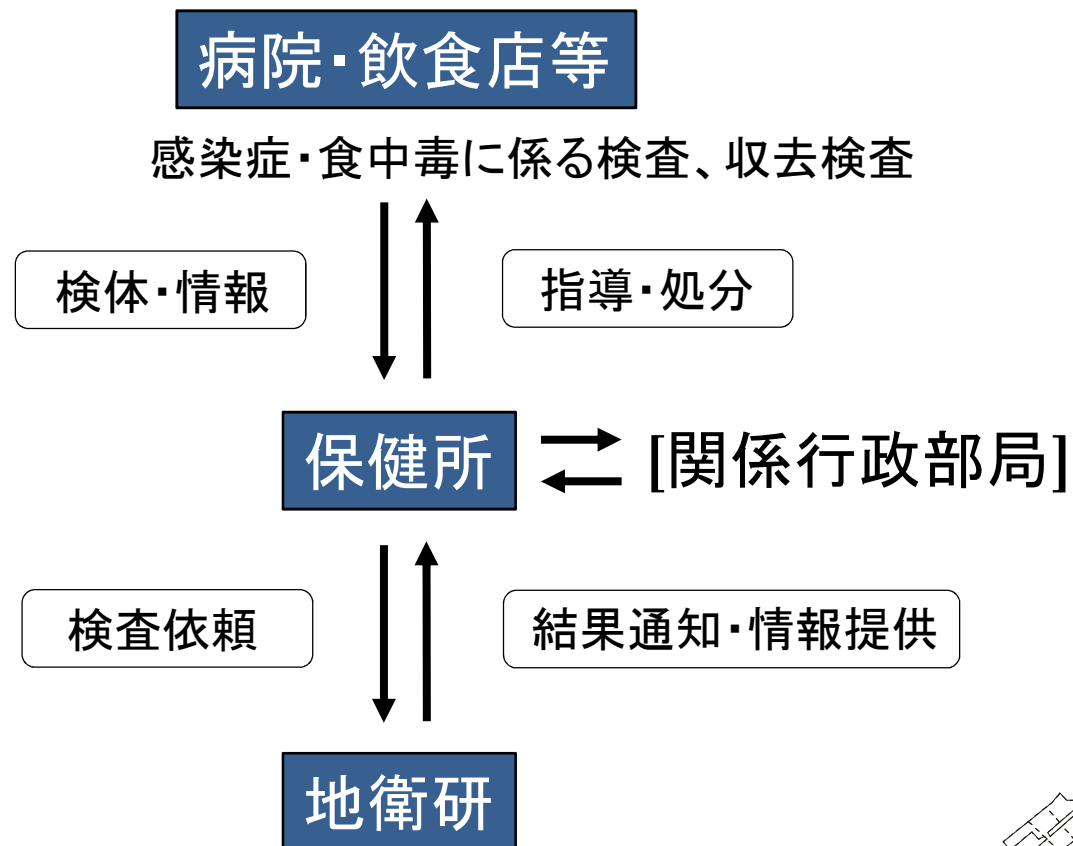 病院・飲食店等
感染症・食中毒に係る検査、収去検査
検体・情報
指導・処分
保健所
[関係行政部局]
検査依頼
結果通知・情報提供
地衛研